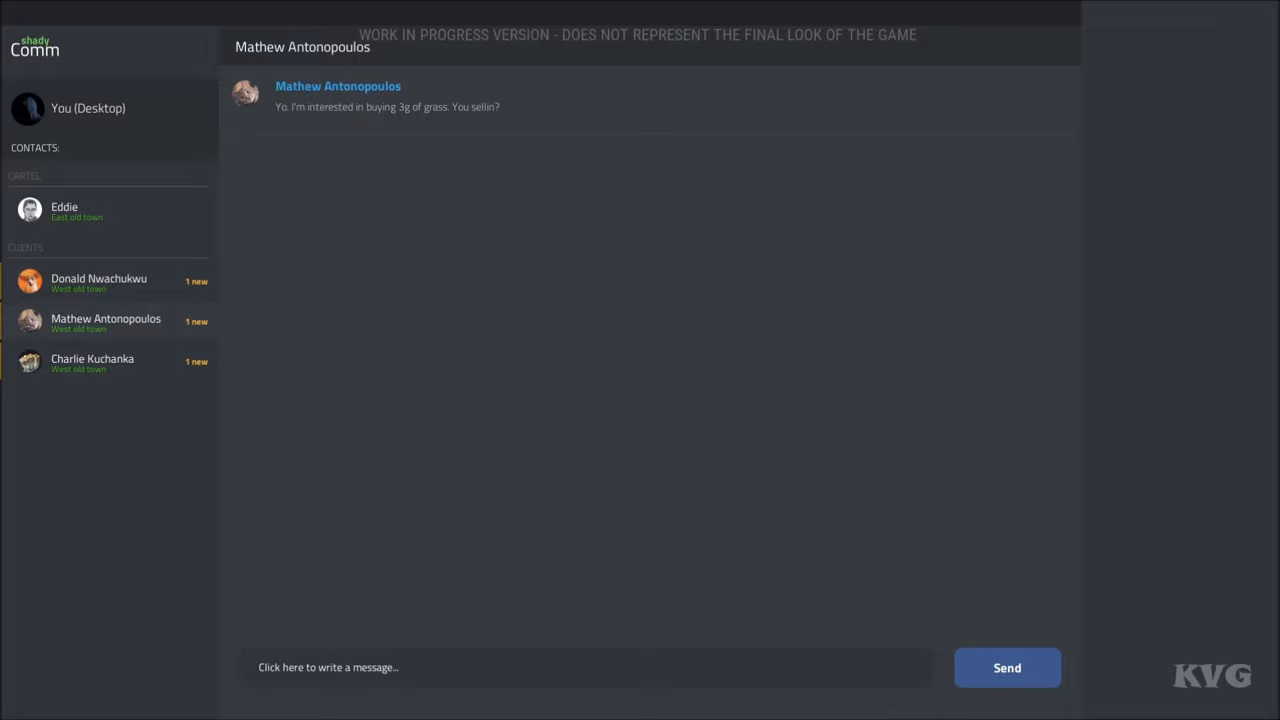 shady
Comm
WORK IN PROGRESS VERSION - DOES NOT REPRESENT THE FINAL LOOK OF THE GAME
Mathew Antonopoulos
You (Desktop)
CONTACTS:
CARTEL
Eddie
East old town
CLIENTS
Donald Nwachukwu
West old town
1 new
Mathew Antonopoulos
West old town
1 new
Charlie Kuchanka
West old town
1 new
Mathew Antonopoulos
Yo. I'm interested in buying 3g of grass. You sellin?
Click here to write a message...
Send
KVG